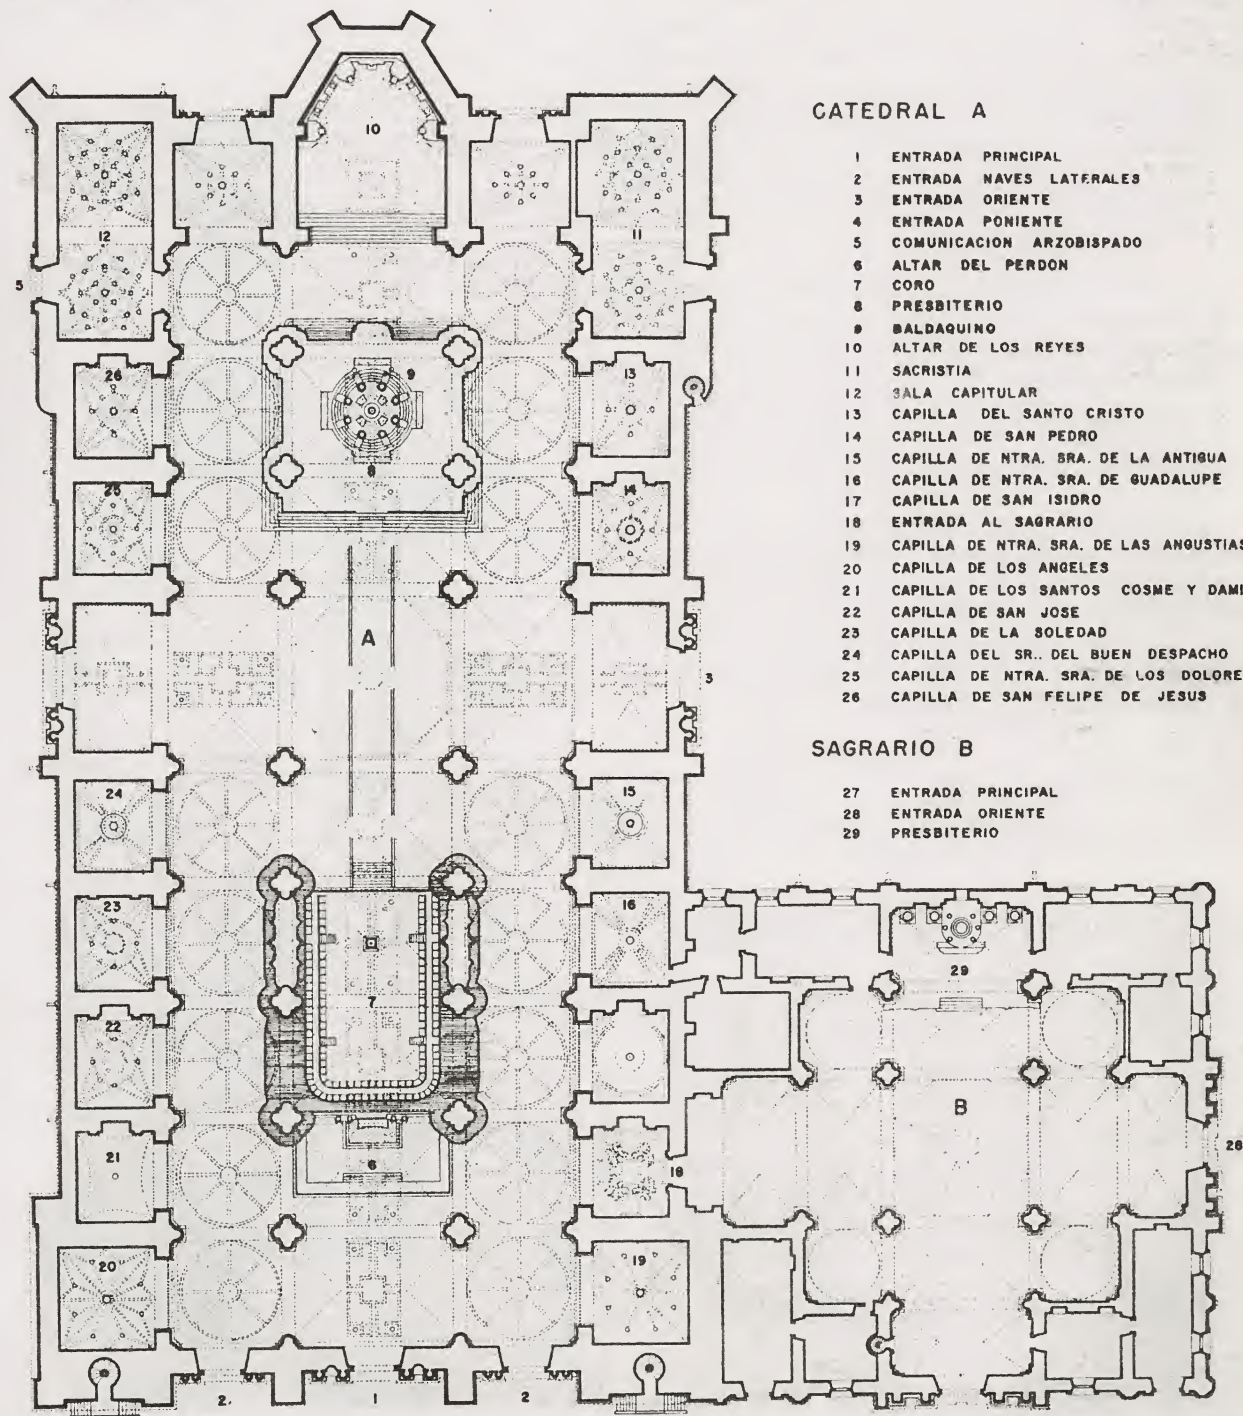 CATEDRAL A
1 ENTRADA PRINCIPAL
2 ENTRADA NAVES LATERALES
3 ENTRADA ORIENTE
4 ENTRADA PONIENTE
5 COMUNICACION ARZOBISPADO
6 ALTAR DEL PERDON
7 CORO
8 PRESBITERIO
9 BALDAQUINO
10 ALTAR DE LOS REYES
11 SACRISTIA
12 SALA CAPITULAR
13 CAPILLA DEL SANTO CRISTO
14 CAPILLA DE SAN PEDRO
15 CAPILLA DE NTRA. SRA. DE LA ANTIGUA
16 CAPILLA DE NTRA. SRA. DE GUADALUPE
17 CAPILLA DE SAN ISIDRO
18 ENTRADA AL SAGRARIO
19 CAPILLA DE NTRA. SRA. DE LAS ANGUSTIAS
20 CAPILLA DE LOS ANGELES
21 CAPILLA DE LOS SANTOS COSME Y DAMI
22 CAPILLA DE SAN JOSE
23 CAPILLA DE LA SOLEDAD
24 CAPILLA DEL SR.. DEL BUEN DESPACHO
25 CAPILLA DE NTRA. SRA. DE LOS DOLORE
26 CAPILLA DE SAN FELIPE DE JESUS
SAGRARIO B
27 ENTRADA PRINCIPAL
28 ENTRADA ORIENTE
29 PRESBITERIO
10
12
11
5
26
9
13
8
25
14
A
3
24
15
23
16
7
29
22
B
21
6
18
28
20
19
2
1
2